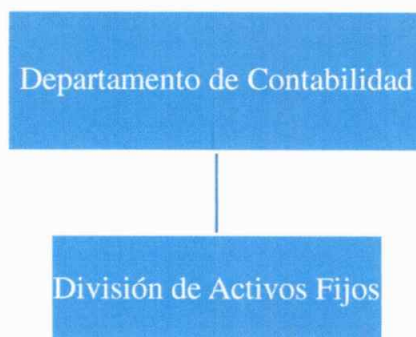 Departamento de Contabilidad
División de Activos Fijos